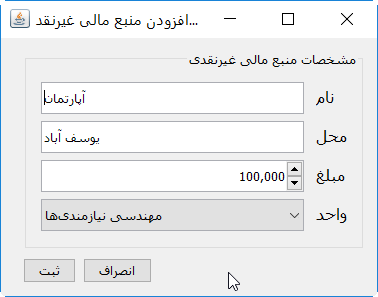 افزودن منبع مالی غیرنقد...
مشخصات منبع مالی غیرنقدی
نام
آپارتمان
محل
یوسف آباد
مبلغ
100,000
واحد
مهندسی نیازمندی‌ها
انصراف
ثبت